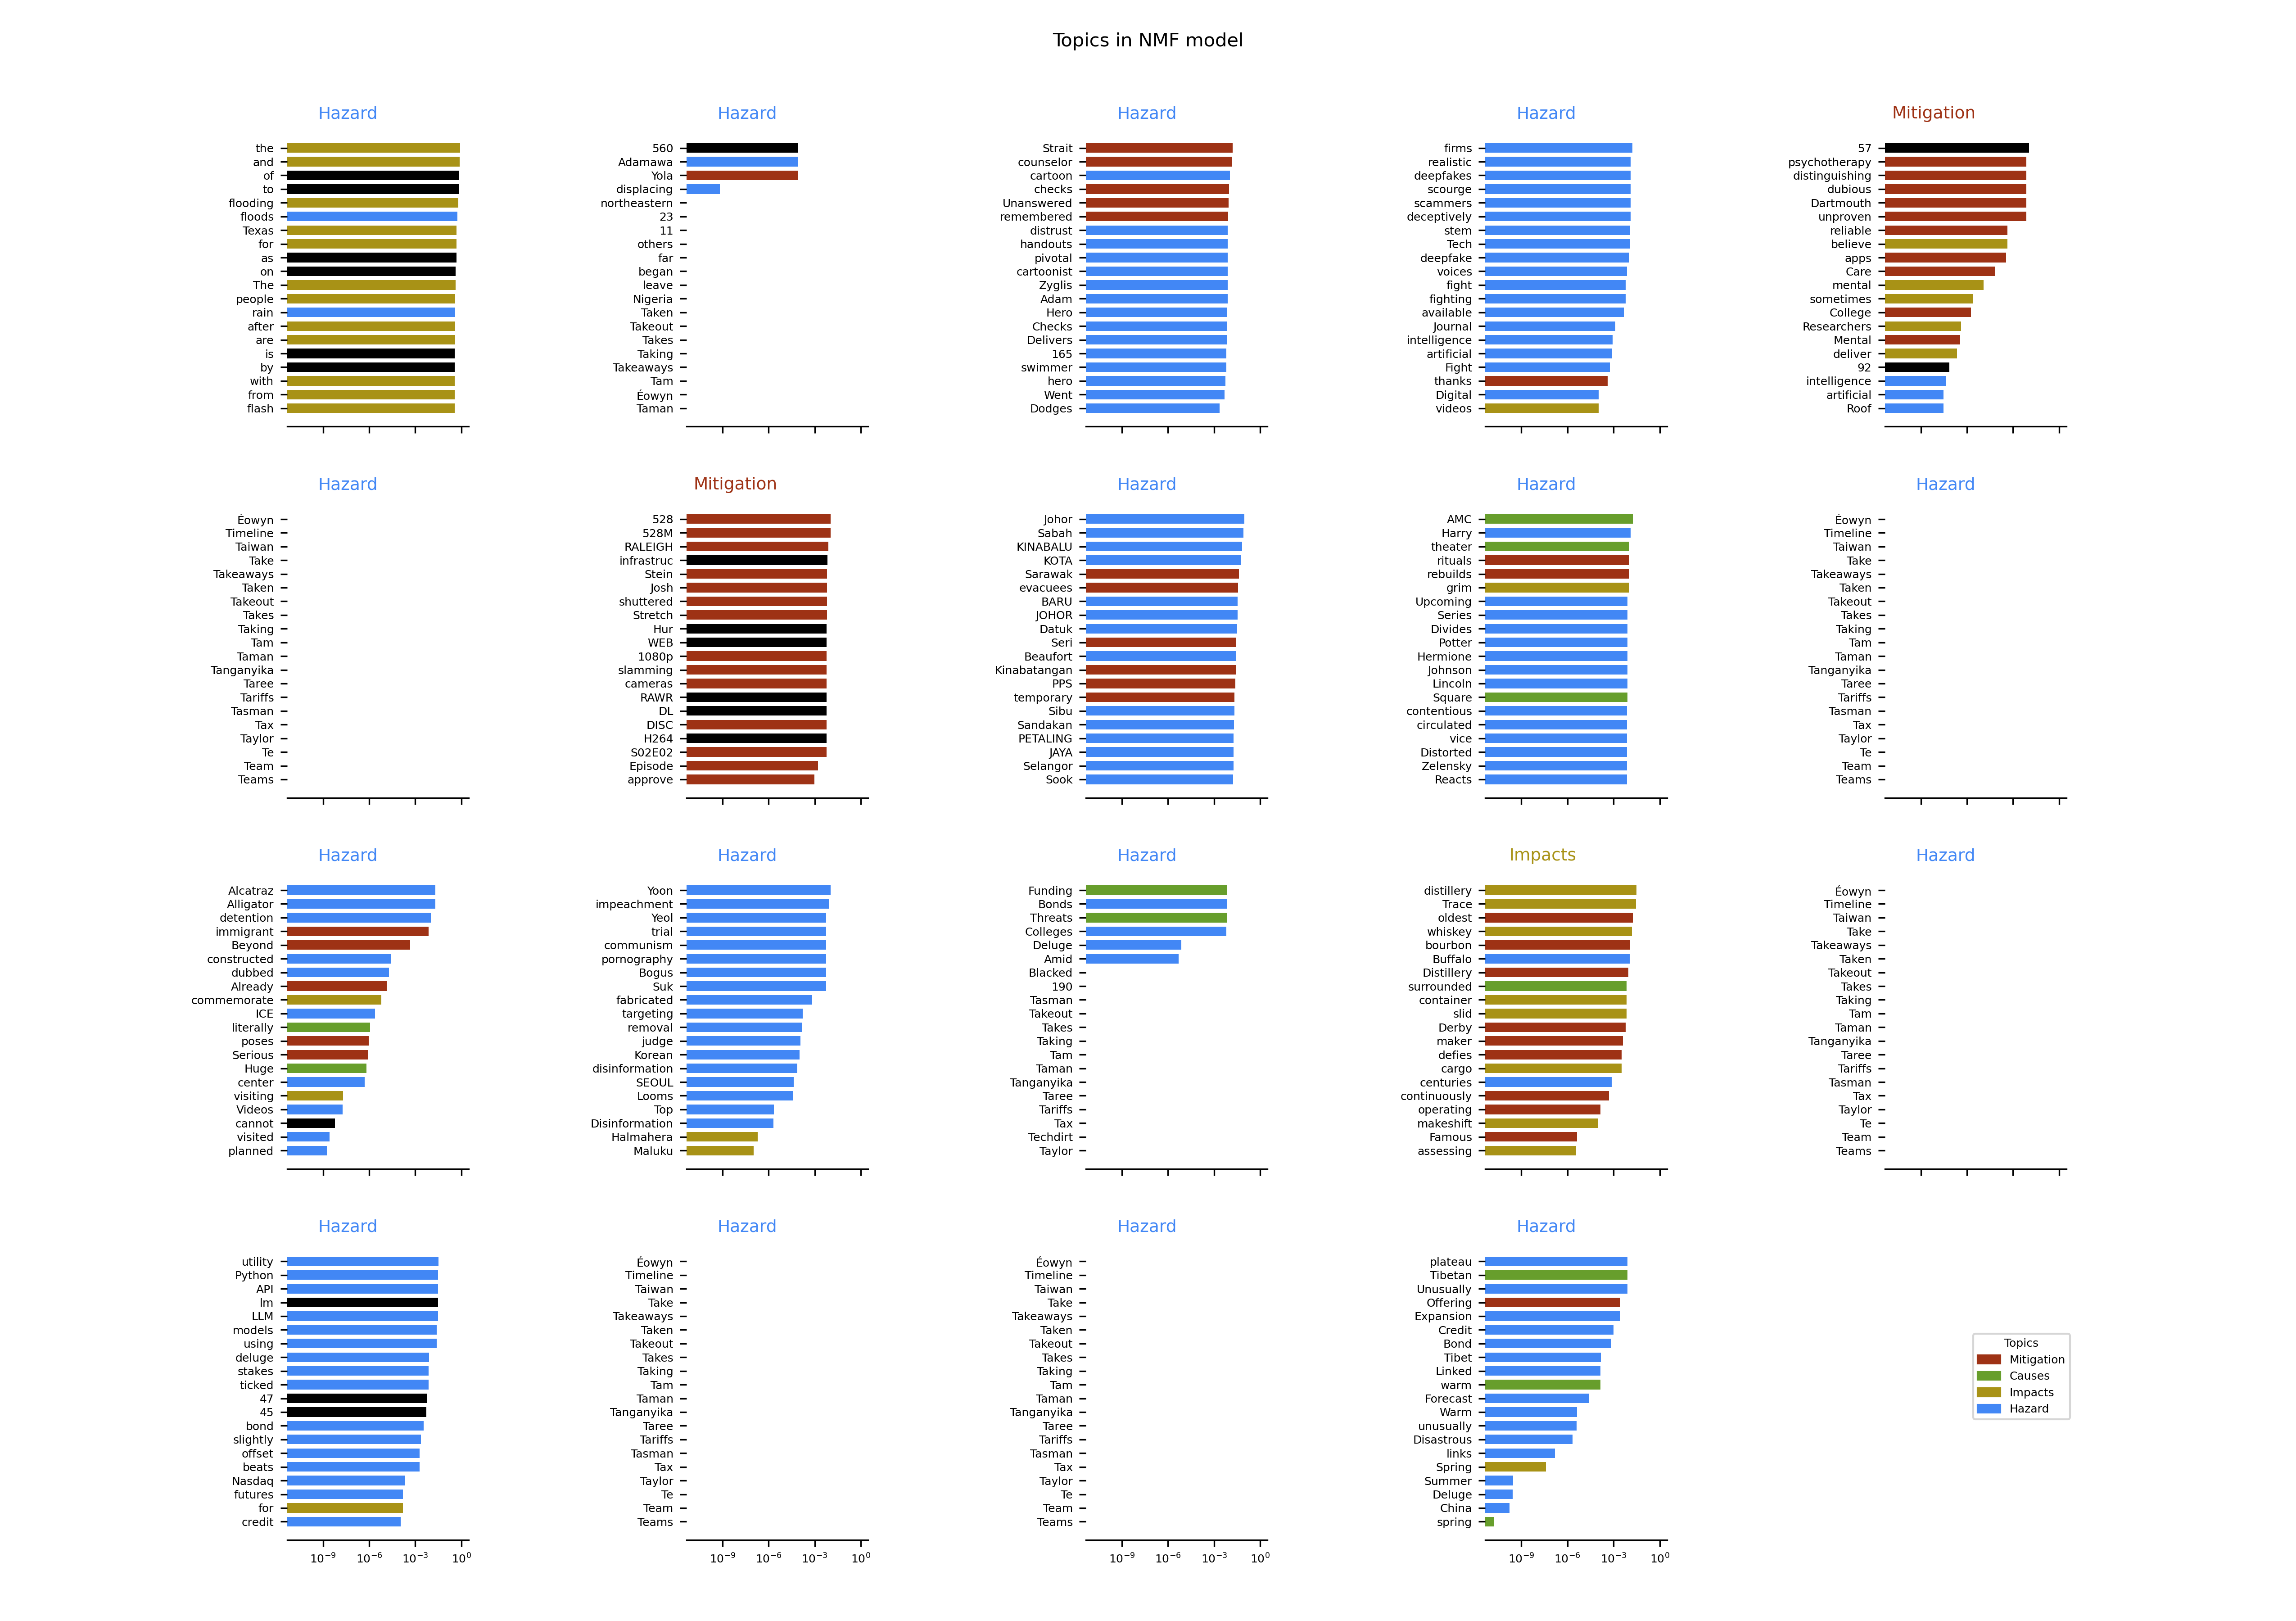 Topics in NMF model
Hazard
the
and
of
to
flooding
floods
Texas
for
as
on
The
people
rain
after
are
is
by
with
from
flash
Hazard
560
Adamawa
Yola
displacing
northeastern
23
11
others
far
began
leave
Nigeria
Taken
Takeout
Takes
Taking
Takeaways
Tam
Éowyn
Taman
Hazard
Strait
counselor
cartoon
checks
Unanswered
remembered
distrust
handouts
pivotal
cartoonist
Zyglis
Adam
Hero
Checks
Delivers
165
swimmer
hero
Went
Dodges
Hazard
firms
realistic
deepfakes
scourge
scammers
deceptively
stem
Tech
deepfake
voices
fight
fighting
available
Journal
intelligence
artificial
Fight
thanks
Digital
videos
Mitigation
57
psychotherapy
distinguishing
dubious
Dartmouth
unproven
reliable
believe
apps
Care
mental
sometimes
College
Researchers
Mental
deliver
92
intelligence
artificial
Roof
Hazard
Éowyn
Timeline
Taiwan
Take
Takeaways
Taken
Takeout
Takes
Taking
Tam
Taman
Tanganyika
Taree
Tariffs
Tasman
Tax
Taylor
Te
Team
Teams
Mitigation
528
528M
RALEIGH
infrastruc
Stein
Josh
shuttered
Stretch
Hur
WEB
1080p
slamming
cameras
RAWR
DL
DISC
H264
S02E02
Episode
approve
Hazard
Johor
Sabah
KINABALU
KOTA
Sarawak
evacuees
BARU
JOHOR
Datuk
Seri
Beaufort
Kinabatangan
PPS
temporary
Sibu
Sandakan
PETALING
JAYA
Selangor
Sook
Hazard
AMC
Harry
theater
rituals
rebuilds
grim
Upcoming
Series
Divides
Potter
Hermione
Johnson
Lincoln
Square
contentious
circulated
vice
Distorted
Zelensky
Reacts
Hazard
Éowyn
Timeline
Taiwan
Take
Takeaways
Taken
Takeout
Takes
Taking
Tam
Taman
Tanganyika
Taree
Tariffs
Tasman
Tax
Taylor
Te
Team
Teams
Hazard
Alcatraz
Alligator
detention
immigrant
Beyond
constructed
dubbed
Already
commemorate
ICE
literally
poses
Serious
Huge
center
visiting
Videos
cannot
visited
planned
Hazard
Yoon
impeachment
Yeol
trial
communism
pornography
Bogus
Suk
fabricated
targeting
removal
judge
Korean
disinformation
SEOUL
Looms
Top
Disinformation
Halmahera
Maluku
Hazard
Funding
Bonds
Threats
Colleges
Deluge
Amid
Blacked
190
Tasman
Takeout
Takes
Taking
Tam
Taman
Tanganyika
Taree
Tariffs
Tax
Techdirt
Taylor
Impacts
distillery
Trace
oldest
whiskey
bourbon
Buffalo
Distillery
surrounded
container
slid
Derby
maker
defies
cargo
centuries
continuously
operating
makeshift
Famous
assessing
Hazard
Éowyn
Timeline
Taiwan
Take
Takeaways
Taken
Takeout
Takes
Taking
Tam
Taman
Tanganyika
Taree
Tariffs
Tasman
Tax
Taylor
Te
Team
Teams
Hazard
utility
Python
API
lm
LLM
models
using
deluge
stakes
ticked
47
45
bond
slightly
offset
beats
Nasdaq
futures
for
credit
10⁻⁹ 10⁻⁶ 10⁻³ 10⁰
Hazard
Éowyn
Timeline
Taiwan
Take
Takeaways
Taken
Takeout
Takes
Taking
Tam
Taman
Tanganyika
Taree
Tariffs
Tasman
Tax
Taylor
Te
Team
Teams
10⁻⁹ 10⁻⁶ 10⁻³ 10⁰
Hazard
Éowyn
Timeline
Taiwan
Take
Takeaways
Taken
Takeout
Takes
Taking
Tam
Taman
Tanganyika
Taree
Tariffs
Tasman
Tax
Taylor
Te
Team
Teams
10⁻⁹ 10⁻⁶ 10⁻³ 10⁰
Hazard
plateau
Tibetan
Unusually
Offering
Expansion
Credit
Bond
Tibet
Linked
warm
Forecast
Warm
unusually
Disastrous
links
Spring
Summer
Deluge
China
spring
10⁻⁹ 10⁻⁶ 10⁻³ 10⁰
Topics
Mitigation
Causes
Impacts
Hazard